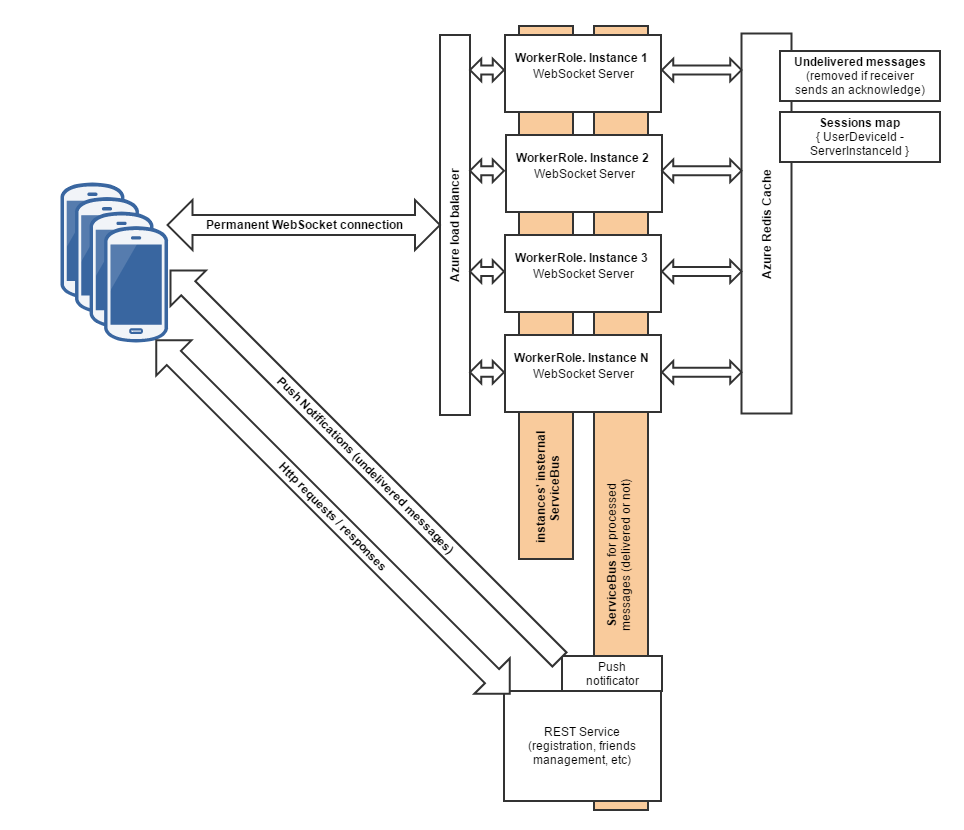 WorkerRole. Instance 1
WebSocket Server
Undelivered messages
(removed if receiver
sends an acknowledge)
Sessions map
{ UserDeviceId -
ServerInstanceId }
WorkerRole. Instance 2
WebSocket Server
Permanent WebSocket connection
Azure load balancer
Azure Redis Cache
WorkerRole. Instance 3
WebSocket Server
WorkerRole. Instance N
WebSocket Server
instances' insternal
ServiceBus
ServiceBus for processed
messages (delivered or not)
Push Notifications (undelivered messages)
Http requests / responses
Push
notificator
REST Service
(registration, friends
management, etc)